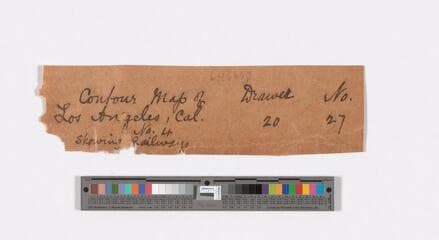 Contour Map of Drawer No.
Los Angeles, Cal. 20 27
No. 4
Showing Railways